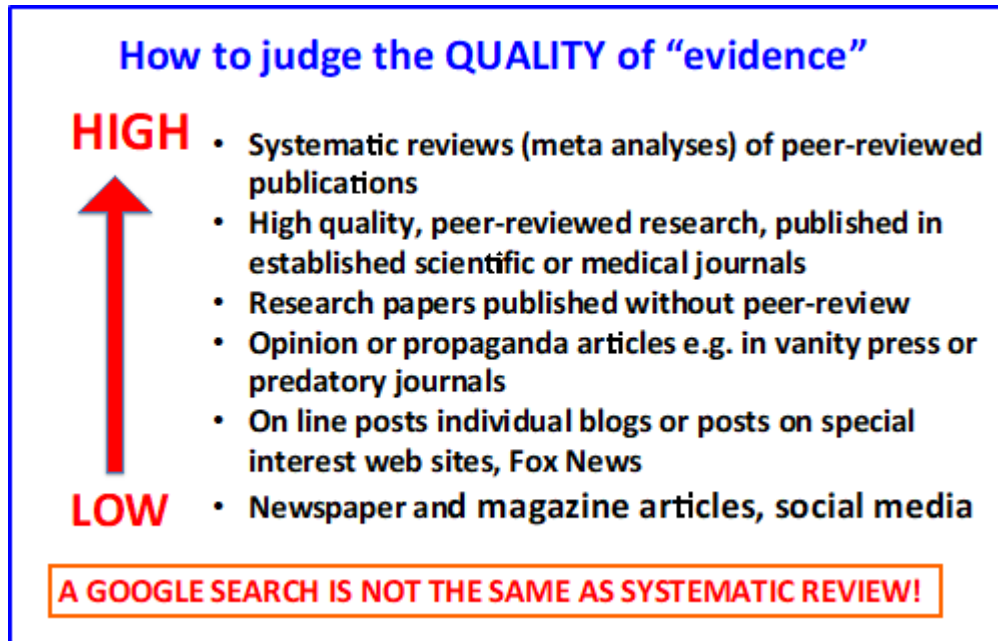 How to judge the QUALITY of “evidence”
HIGH
• Systematic reviews (meta analyses) of peer-reviewed
publications
• High quality, peer-reviewed research, published in
established scientific or medical journals
• Research papers published without peer-review
• Opinion or propaganda articles e.g. in vanity press or
predatory journals
• On line posts individual blogs or posts on special
interest web sites, Fox News
LOW
• Newspaper and magazine articles, social media
A GOOGLE SEARCH IS NOT THE SAME AS SYSTEMATIC REVIEW!